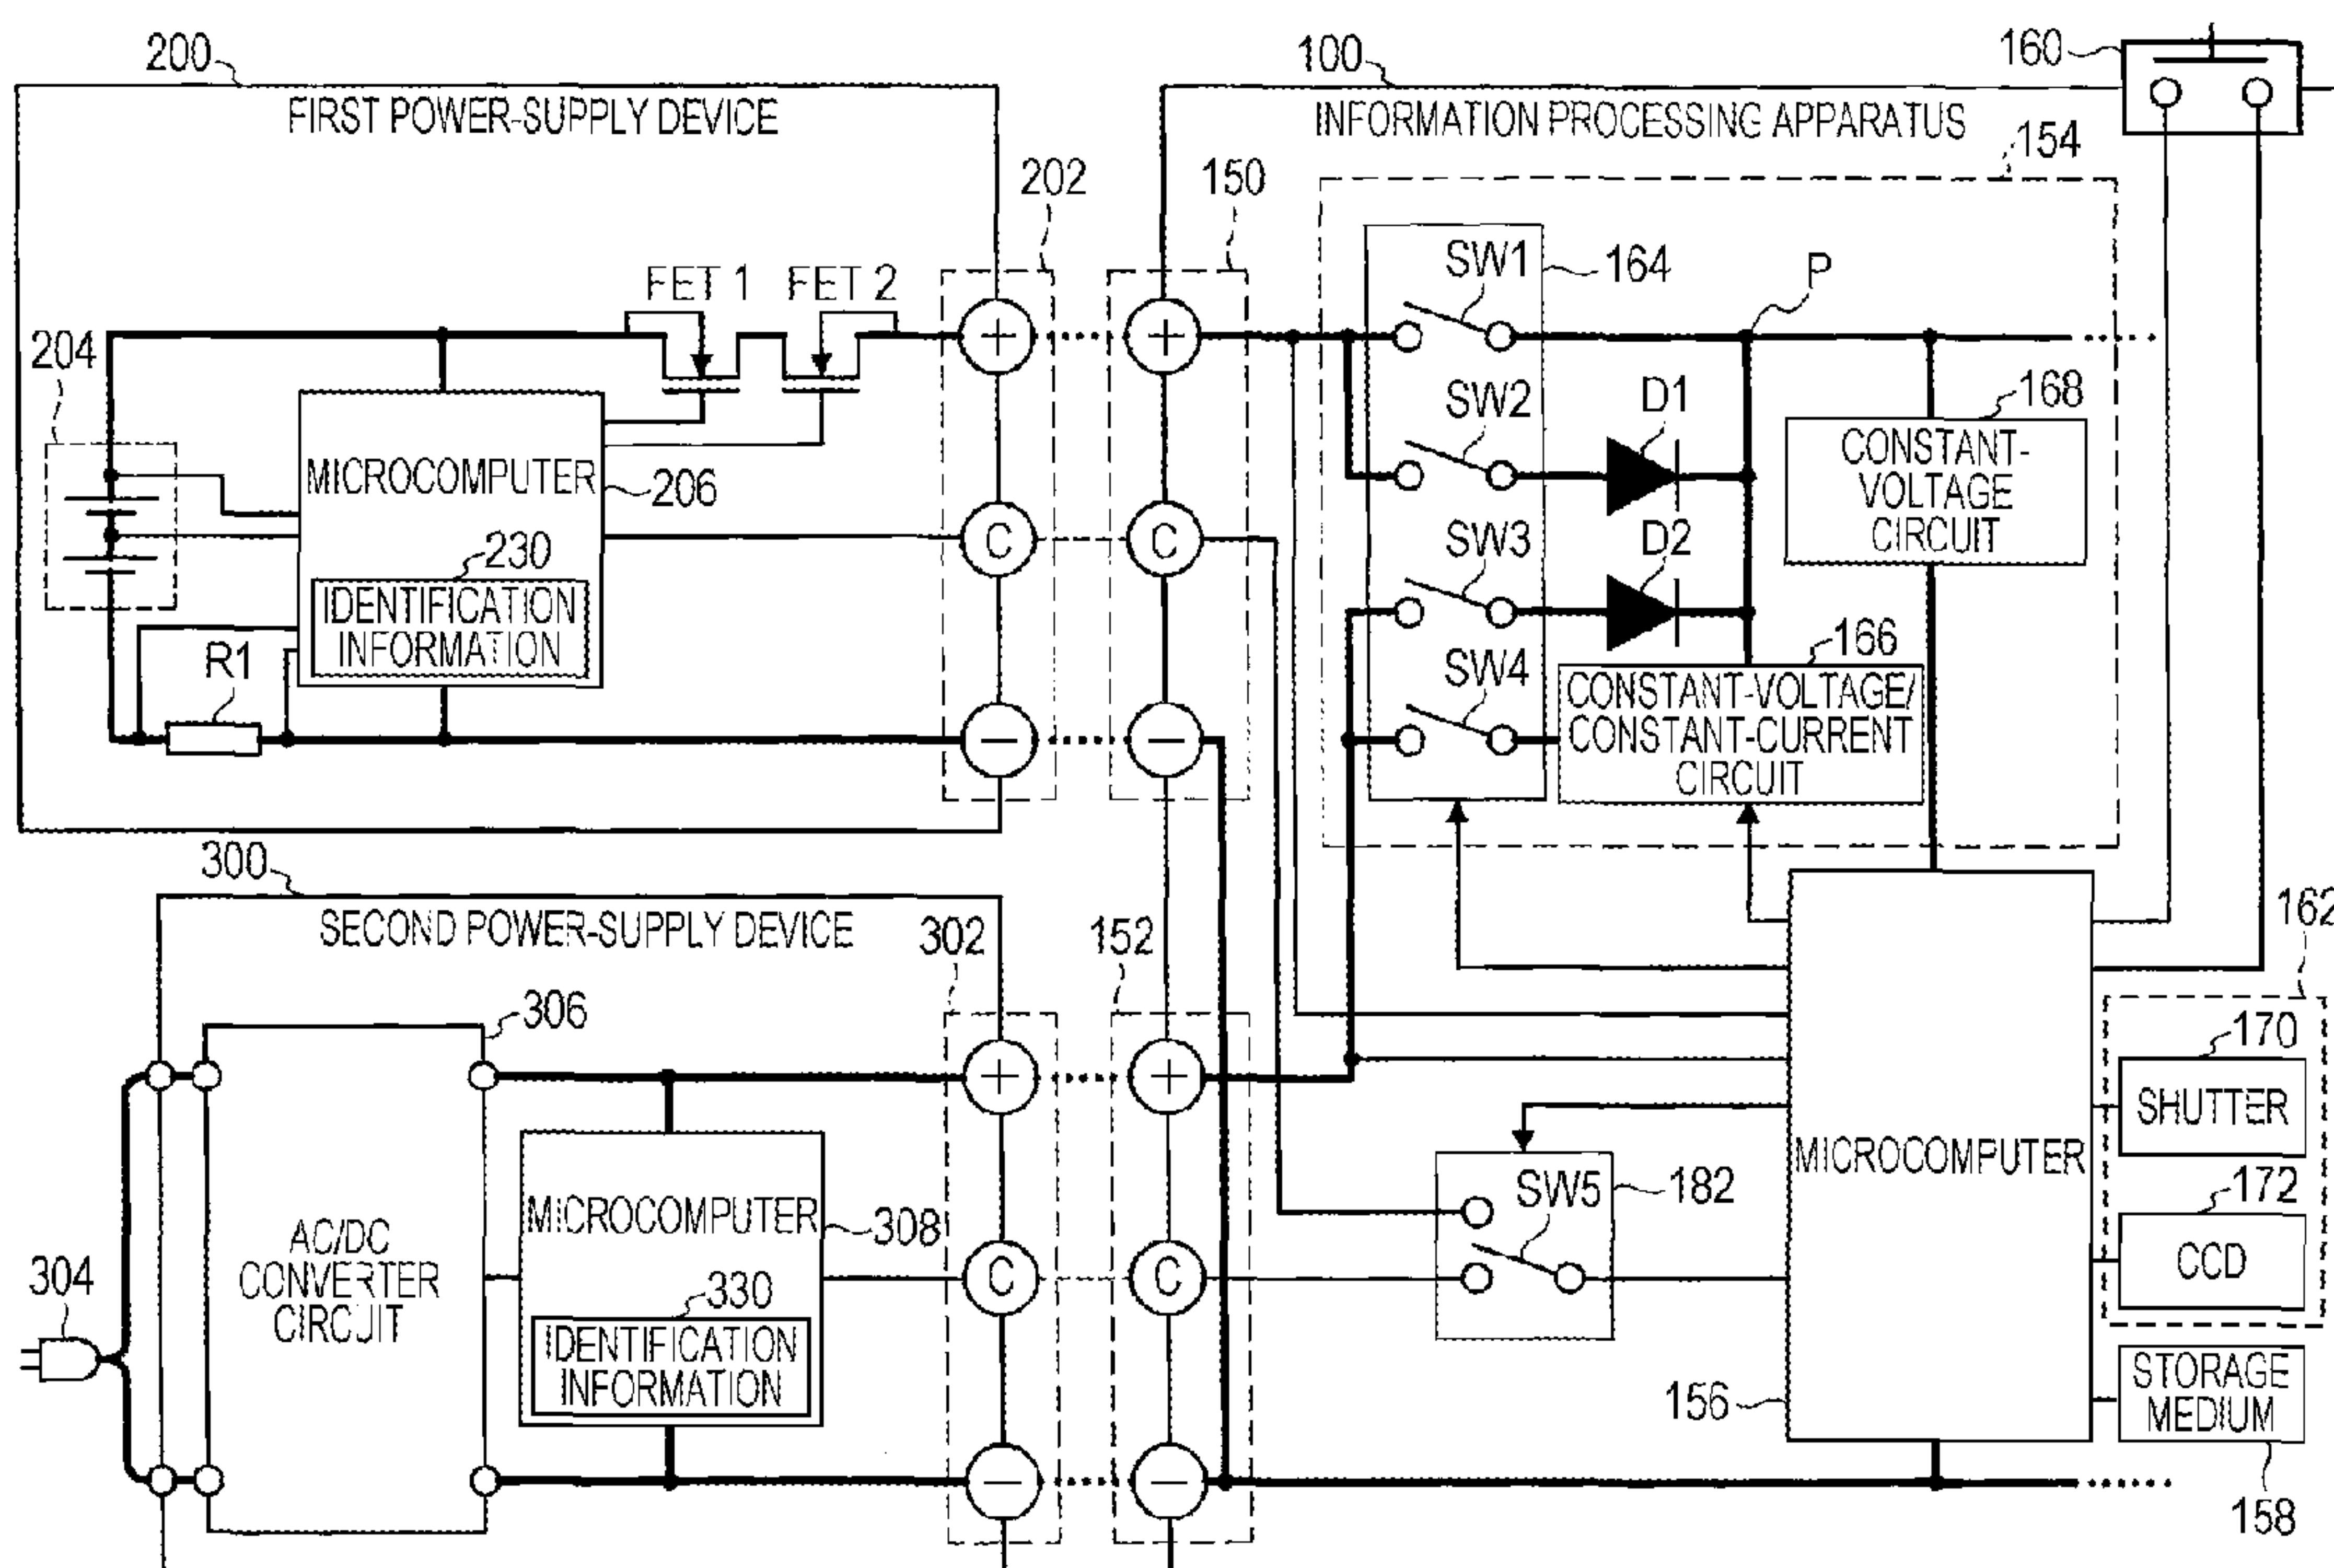 200
FIRST POWER-SUPPLY DEVICE
100
INFORMATION PROCESSING APPARATUS
160
154
202
150
204
FET 1
FET 2
+
+
SW1
164
P
SW2
D1
168
CONSTANT-
VOLTAGE
CIRCUIT
MICROCOMPUTER
206
C
C
SW3
D2
230
IDENTIFICATION
INFORMATION
R1
SW4
166
CONSTANT-VOLTAGE/
CONSTANT-CURRENT
CIRCUIT
−
−
300
SECOND POWER-SUPPLY DEVICE
302
152
162
306
+
+
170
SHUTTER
MICROCOMPUTER
308
SW5
182
MICROCOMPUTER
172
CCD
AC/DC
CONVERTER
CIRCUIT
304
C
C
330
IDENTIFICATION
INFORMATION
156
STORAGE
MEDIUM
158
−
−